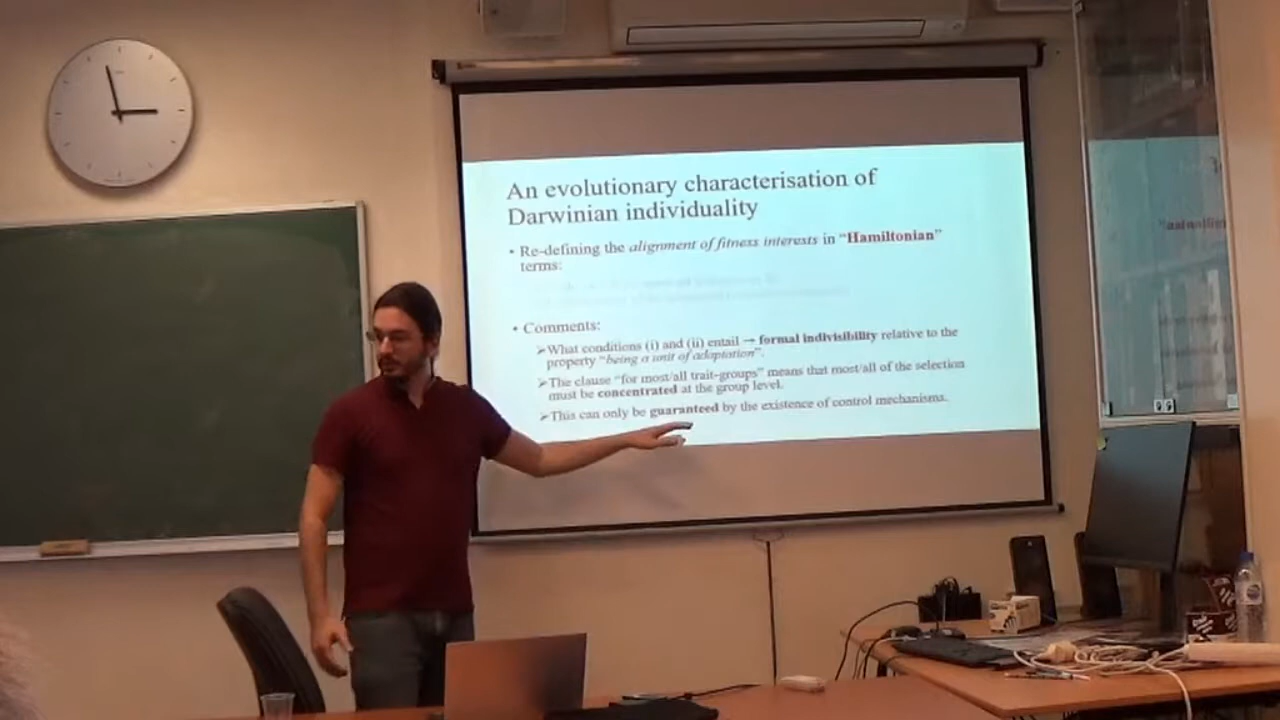 An evolutionary characterisation of
Darwinian individuality
• Re-defining the alignment of fitness interests in “Hamiltonian”
terms:
• Comments:
➢What conditions (i) and (ii) entail → formal indivisibility relative to the
property “being a unit of adaptation”.
➢The clause “for most/all trait-groups” means that most/all of the selection
must be concentrated at the group level.
➢This can only be guaranteed by the existence of control mechanisms.